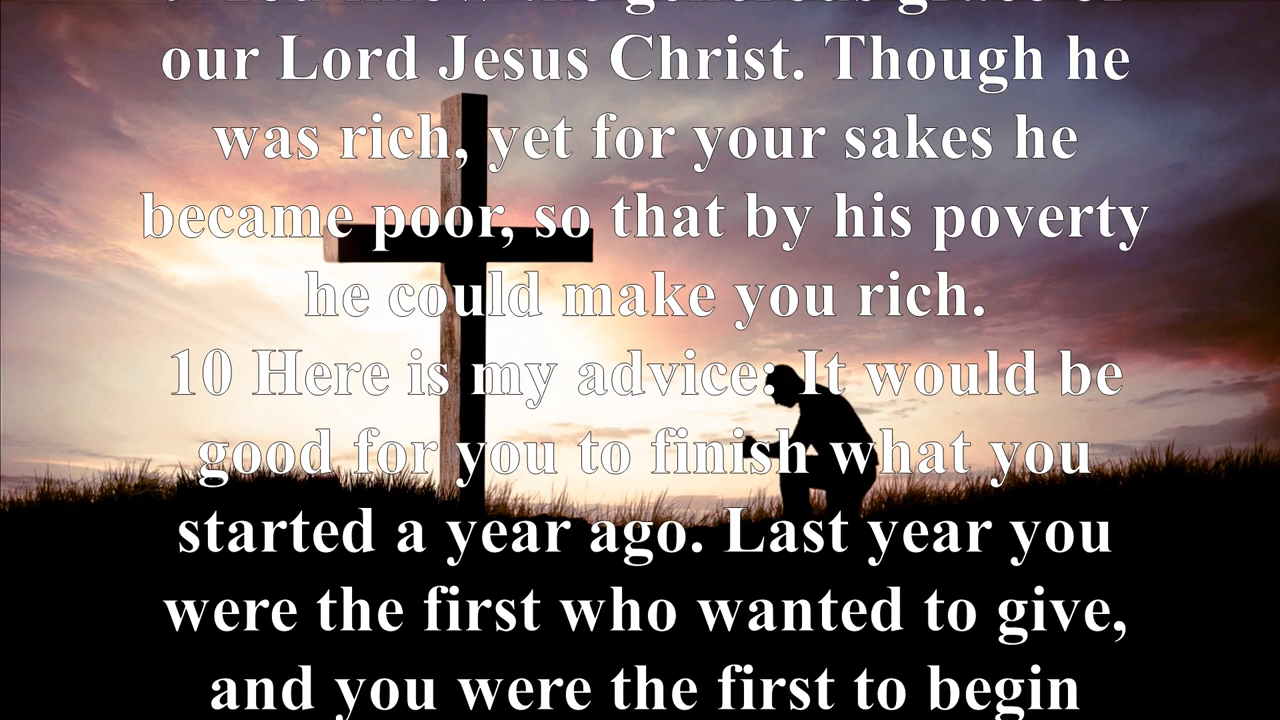 our Lord Jesus Christ. Though he
was rich, yet for your sakes he
became poor, so that by his poverty
he could make you rich.
10 Here is my advice: It would be
good for you to finish what you
started a year ago. Last year you
were the first who wanted to give,
and you were the first to begin